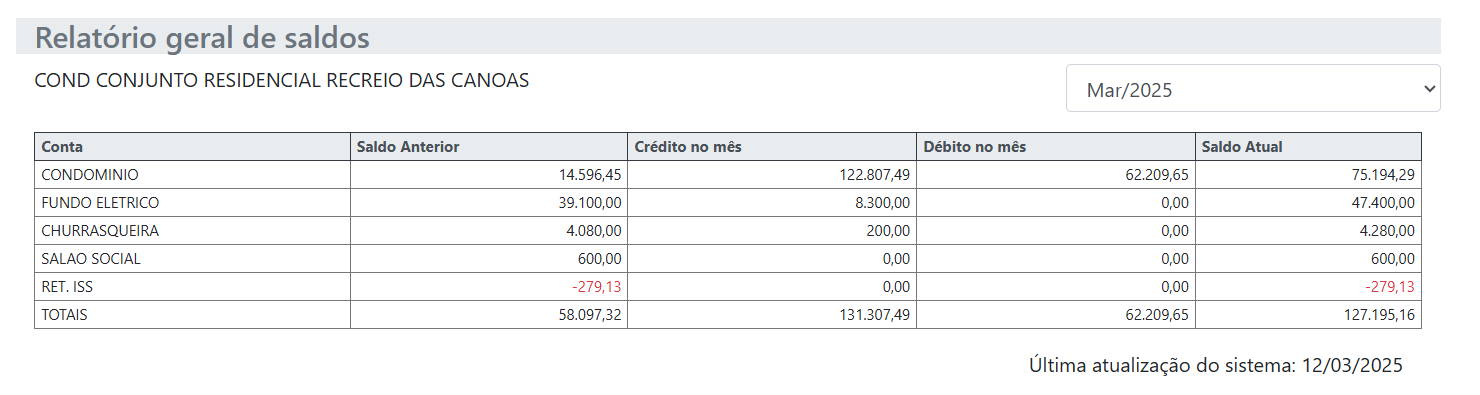 Relatório geral de saldos
COND CONJUNTO RESIDENCIAL RECREIO DAS CANOAS
Mar/2025
Conta Saldo Anterior Crédito no mês Débito no mês Saldo Atual
CONDOMINIO 14.596,45 122.807,49 62.209,65 75.194,29
FUNDO ELETRICO 39.100,00 8.300,00 0,00 47.400,00
CHURRASQUEIRA 4.080,00 200,00 0,00 4.280,00
SALAO SOCIAL 600,00 0,00 0,00 600,00
RET. ISS -279,13 0,00 0,00 -279,13
TOTAIS 58.097,32 131.307,49 62.209,65 127.195,16
Última atualização do sistema: 12/03/2025